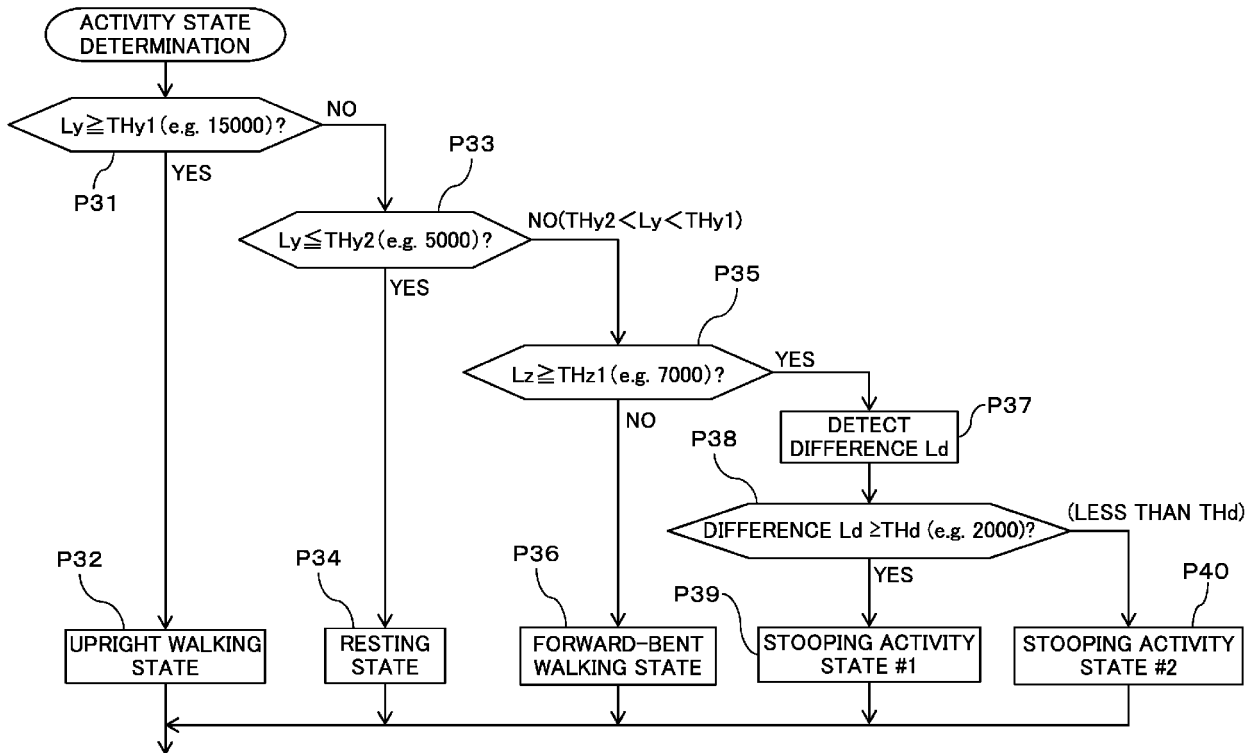 ACTIVITY STATE
DETERMINATION
Ly≧THy1(e.g. 15000)?
NO
P31
YES
P33
Ly≦THy2(e.g. 5000)?
NO(THy2<Ly<THy1)
YES
P35
Lz≧THz1(e.g. 7000)?
YES
NO
P37
DETECT
DIFFERENCE Ld
P38
DIFFERENCE Ld ≥THd (e.g. 2000)?
(LESS THAN THd)
YES
P32
UPRIGHT WALKING
STATE
P34
RESTING
STATE
P36
FORWARD-BENT
WALKING STATE
P39
STOOPING ACTIVITY
STATE #1
P40
STOOPING ACTIVITY
STATE #2